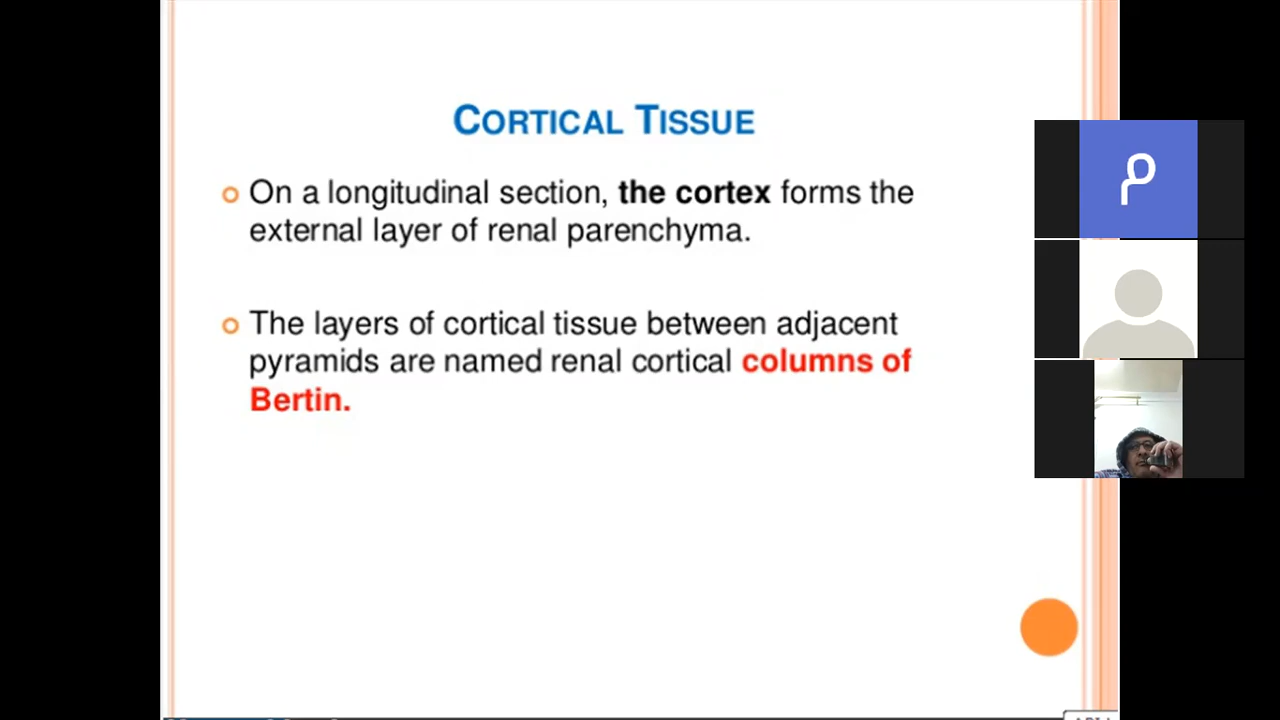 CORTICAL TISSUE
On a longitudinal section, the cortex forms the
external layer of renal parenchyma.
The layers of cortical tissue between adjacent
pyramids are named renal cortical columns of
Bertin.
م